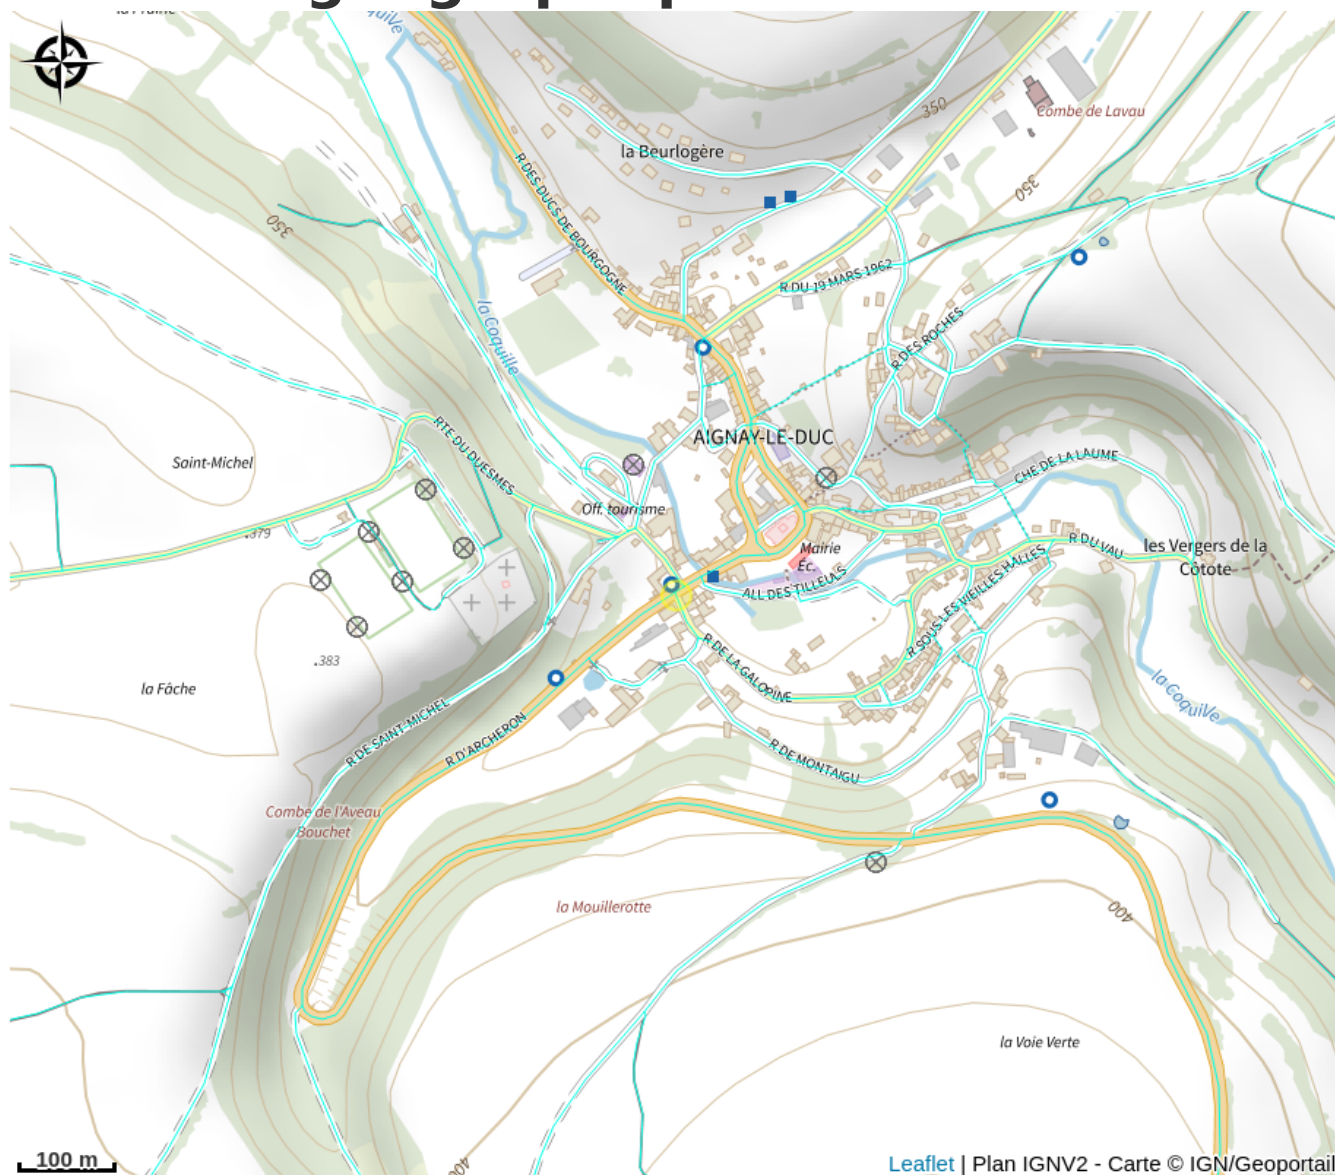 la Prairie
la Beurlogère
350
Combe de Lavau
R DES DUCS DE BOURGOGNE
350
350
R DU 19 MARS 1962
la Coquille
R DES ROCHES
RTE DU DUESMES
AIGNAY-LE-DUC
Saint-Michel
CHE DE LA LAUME
Off. tourisme
.379
Mairie
Ec.
R DU VAU
les Vergers de la
Côtote
ALL DES TILLEULS
R SOUS LES VIEILLES HALLES
.383
la Fâche
R DE LA GALOPINE
la Coquille
R DE SAINT-MICHEL
R D'ARCHERON
R DE MONTAIGU
Combe de l'Aveau
Bouchet
la Mouillerotte
400
la Voie Verte
400
100 m
Leaflet | Plan IGNV2 - Carte © IGN/Geoportail